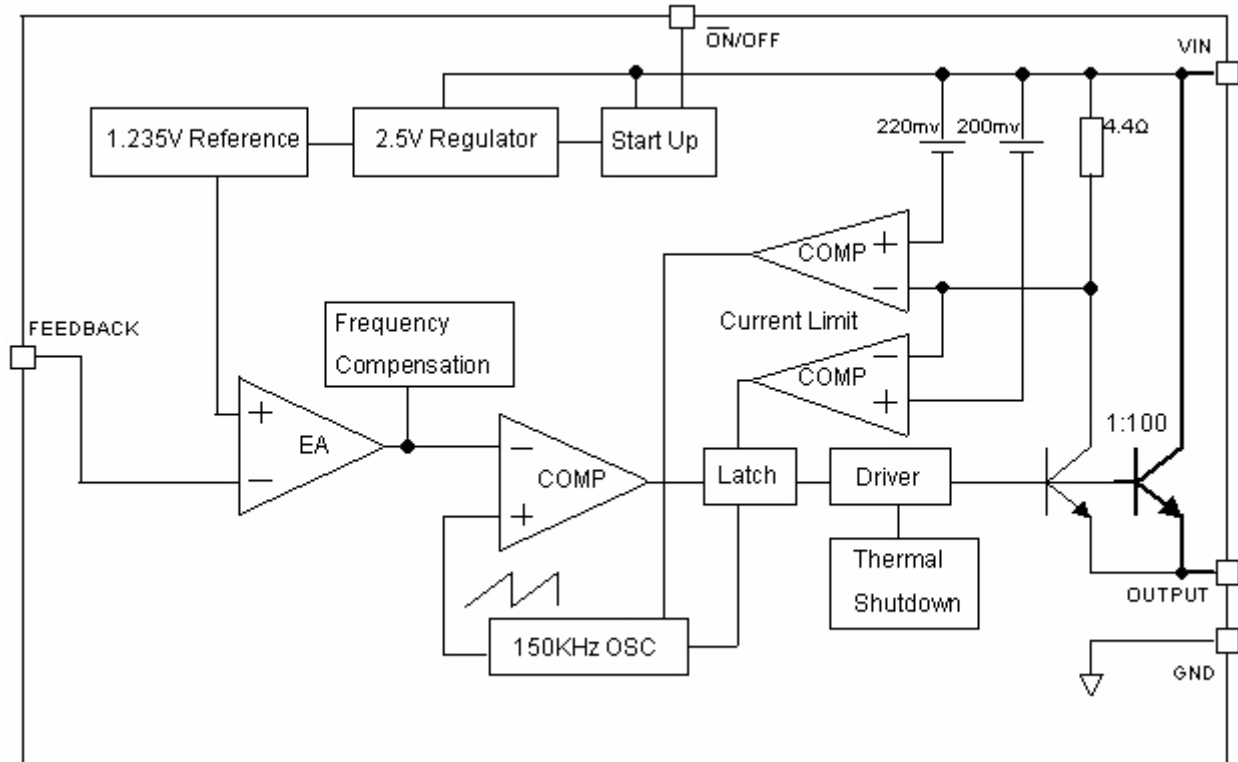 ON/OFF
VIN
1.235V Reference
2.5V Regulator
Start Up
220mv
200mv
4.4Ω
+
COMP
−
FEEDBACK
Frequency
Compensation
Current Limit
−
COMP
+
+
EA
−
−
COMP
+
1:100
Latch
Driver
Thermal
Shutdown
OUTPUT
150KHz OSC
GND